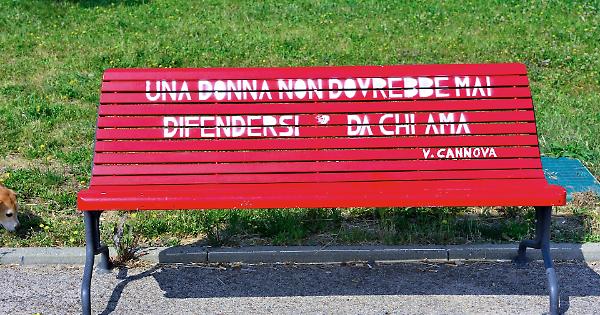 UNA DONNA NON DOVREBBE MAI
DIFENDERSI DA CHI AMA
V. CANNOVA